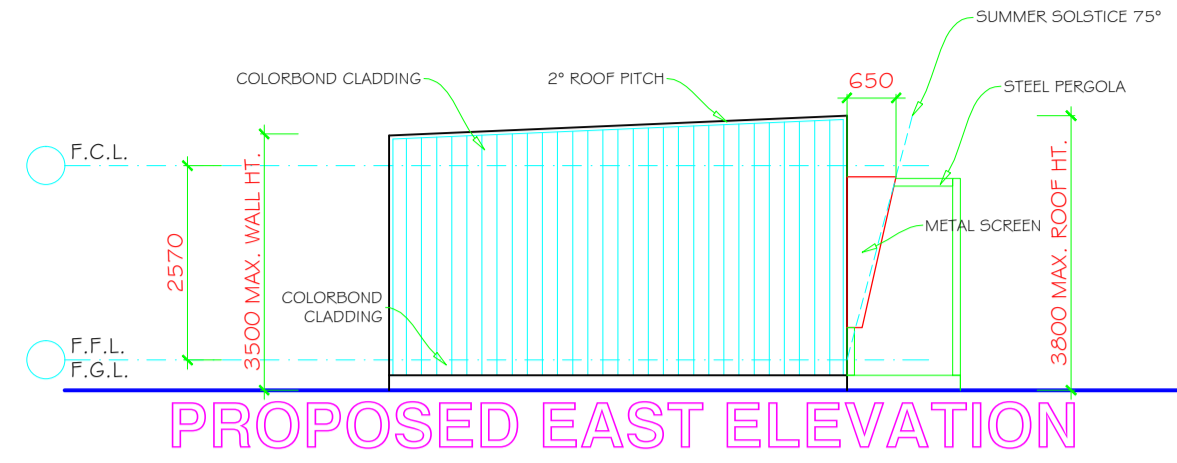 SUMMER SOLSTICE 75°
COLORBOND CLADDING
2° ROOF PITCH
650
STEEL PERGOLA
F.C.L.
3500 MAX. WALL HT.
2570
METAL SCREEN
3800 MAX. ROOF HT.
COLORBOND
CLADDING
F.F.L.
F.G.L.
PROPOSED EAST ELEVATION